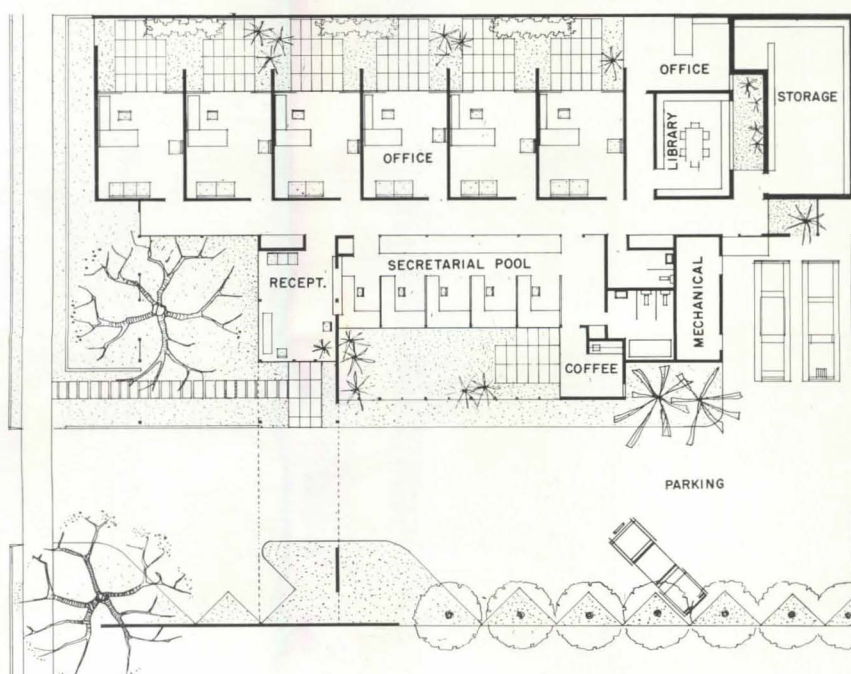 OFFICE
STORAGE
LIBRARY
OFFICE
RECEPT.
SECRETARIAL POOL
MECHANICAL
COFFEE
PARKING